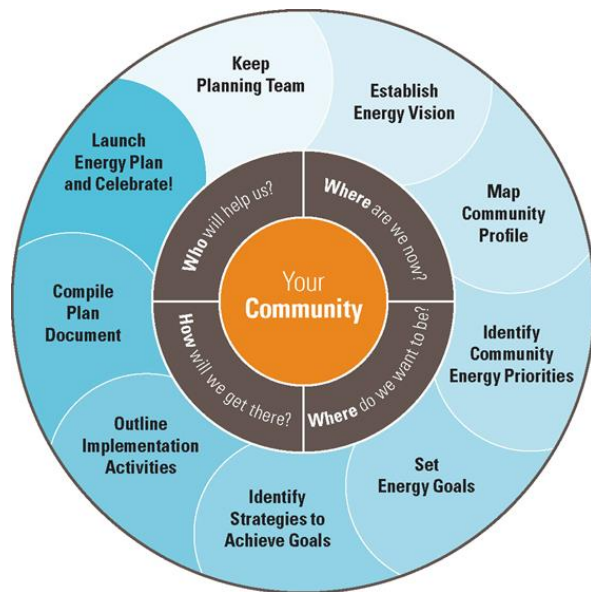 Keep
Planning Team
Establish
Energy Vision
Map
Community
Profile
Identify
Community
Energy Priorities
Set
Energy Goals
Identify
Strategies to
Achieve Goals
Outline
Implementation
Activities
Compile
Plan
Document
Launch
Energy Plan
and Celebrate!
Who will help us?
Where are we now?
Where do we want to be?
How will we get there?
Your
Community